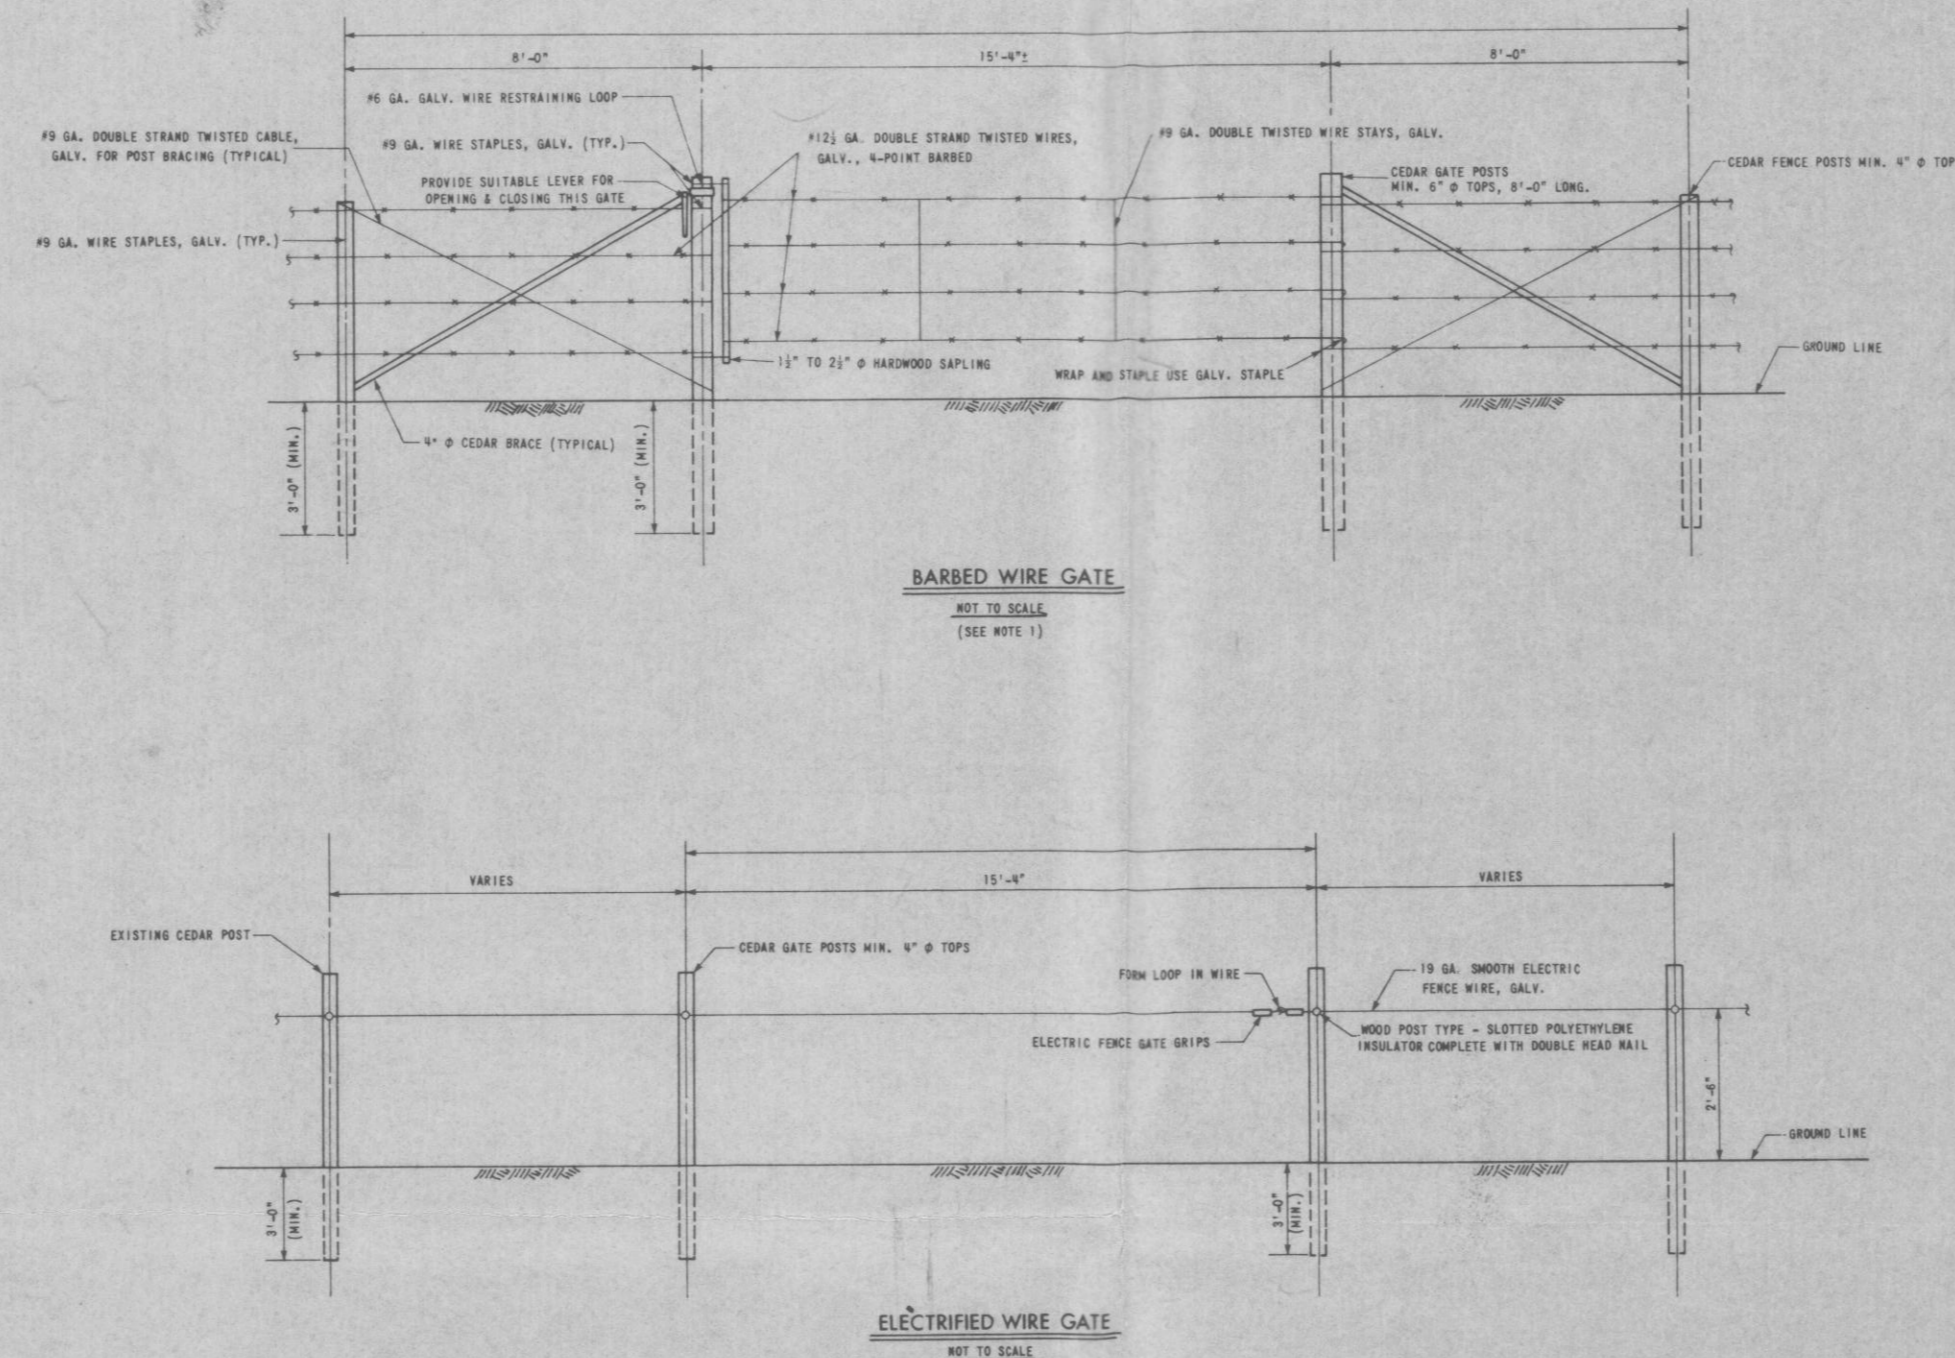 8'-0"
15'-4"±
8'-0"
#6 GA. GALV. WIRE RESTRAINING LOOP
#9 GA. DOUBLE STRAND TWISTED CABLE,
GALV. FOR POST BRACING (TYPICAL)
#9 GA. WIRE STAPLES, GALV. (TYP.)
#12½ GA. DOUBLE STRAND TWISTED WIRES,
GALV., 4-POINT BARBED
#9 GA. DOUBLE TWISTED WIRE STAYS, GALV.
PROVIDE SUITABLE LEVER FOR
OPENING & CLOSING THIS GATE
CEDAR GATE POSTS
MIN. 6" φ TOPS, 8'-0" LONG.
CEDAR FENCE POSTS MIN. 4" φ TOP
#9 GA. WIRE STAPLES, GALV. (TYP.)
GROUND LINE
1½" TO 2½" φ HARDWOOD SAPLING
WRAP AND STAPLE USE GALV. STAPLE
4" φ CEDAR BRACE (TYPICAL)
3'-0" (MIN.)
3'-0" (MIN.)
BARBED WIRE GATE
NOT TO SCALE
(SEE NOTE 1)
VARIES
15'-4"
VARIES
EXISTING CEDAR POST
CEDAR GATE POSTS MIN. 4" φ TOPS
FORM LOOP IN WIRE
19 GA. SMOOTH ELECTRIC
FENCE WIRE, GALV.
ELECTRIC FENCE GATE GRIPS
WOOD POST TYPE - SLOTTED POLYETHYLENE
INSULATOR COMPLETE WITH DOUBLE HEAD NAIL
2'-6"
GROUND LINE
3'-0"
(MIN.)
3'-0"
(MIN.)
ELECTRIFIED WIRE GATE
NOT TO SCALE